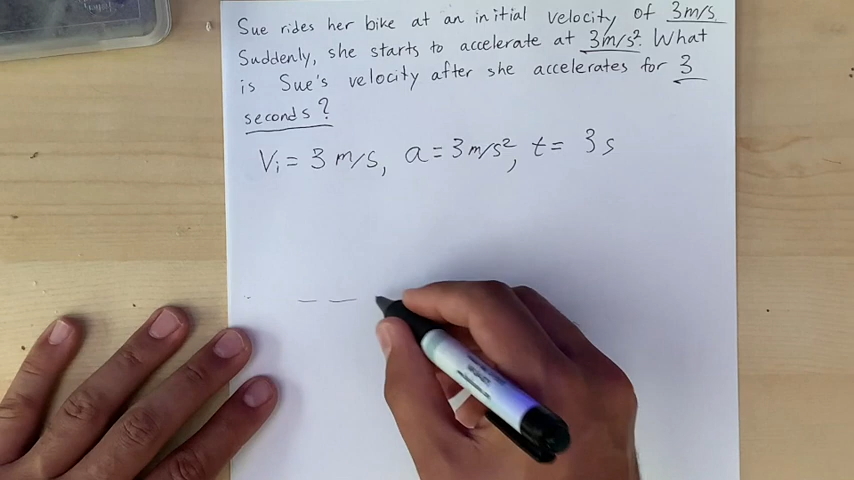 Sue rides her bike at an initial velocity of 3m/s
Suddenly, she starts to accelerate at 3m/s². What
is Sue's velocity after she accelerates for 3
seconds?
Vi = 3 m/s, a = 3 m/s², t = 3 s